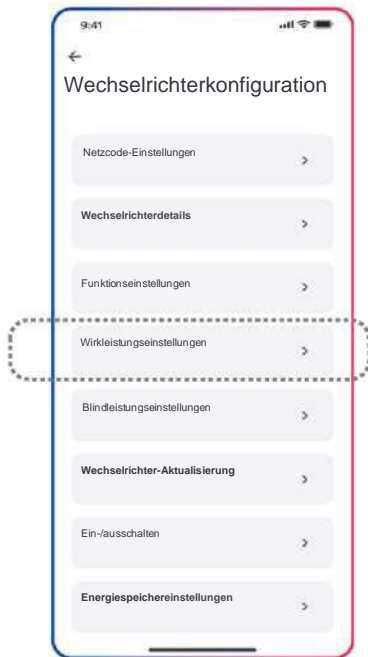 9:41
Wechselrichterkonfiguration
Netzcode-Einstellungen
Wechselrichterdetails
Funktionseinstellungen
Wirkleistungseinstellungen
Blindleistungseinstellungen
Wechselrichter-Aktualisierung
Ein-/ausschalten
Energiespeichereinstellungen